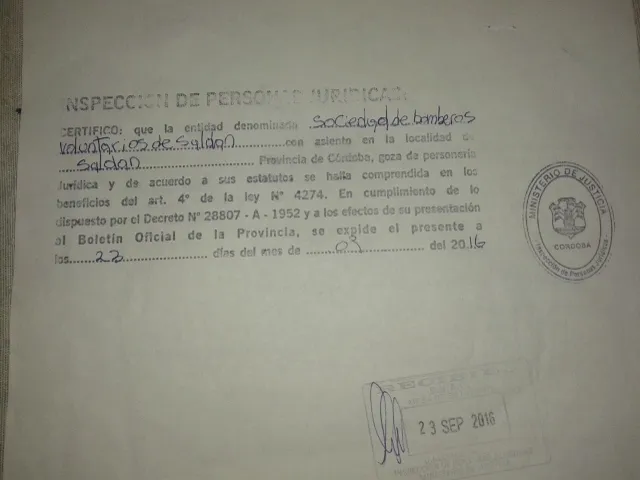 INSPECCION DE PERSONAS JURIDICAS:
CERTIFICO: que la entidad denominada Sociedad de bomberos
Voluntarios de Saldan con asiento en la localidad de
Saldan Provincia de Córdoba, goza de personería
Jurídica y de acuerdo a sus estatutos se halla comprendida en los
beneficios del art. 4° de la ley N° 4274. En cumplimiento de lo
dispuesto por el Decreto N° 28807 - A - 1952 y a los efectos de su presentación
al Boletín Oficial de la Provincia, se expide el presente a
los 22 días del mes de 09 del 2016
MINISTERIO DE JUSTICIA
CORDOBA
Inspección de Personas Jurídicas
23 SEP 2016